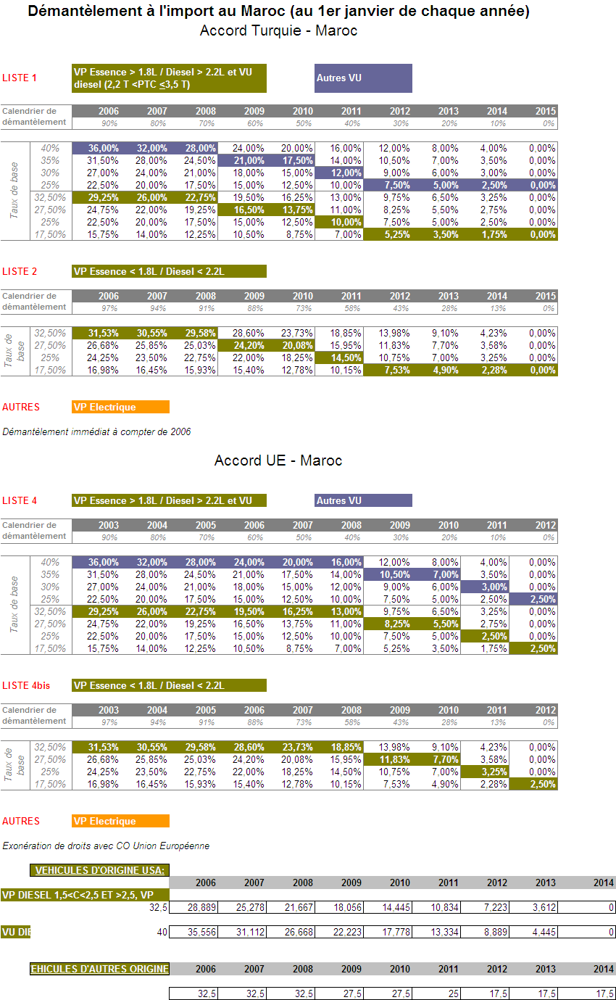 Démantèlement à l'import au Maroc (au 1er janvier de chaque année)
Accord Turquie - Maroc
LISTE 1 VP Essence > 1.8L / Diesel > 2.2L et VU diesel (2,2 T <PTC ≤3,5 T) Autres VU
Calendrier de démantèlement 2006 2007 2008 2009 2010 2011 2012 2013 2014 2015
90% 80% 70% 60% 50% 40% 30% 20% 10% 0%
Taux de base
40% 36,00% 32,00% 28,00% 24,00% 20,00% 16,00% 12,00% 8,00% 4,00% 0,00%
35% 31,50% 28,00% 24,50% 21,00% 17,50% 14,00% 10,50% 7,00% 3,50% 0,00%
30% 27,00% 24,00% 21,00% 18,00% 15,00% 12,00% 9,00% 6,00% 3,00% 0,00%
25% 22,50% 20,00% 17,50% 15,00% 12,50% 10,00% 7,50% 5,00% 2,50% 0,00%
32,50% 29,25% 26,00% 22,75% 19,50% 16,25% 13,00% 9,75% 6,50% 3,25% 0,00%
27,50% 24,75% 22,00% 19,25% 16,50% 13,75% 11,00% 8,25% 5,50% 2,75% 0,00%
25% 22,50% 20,00% 17,50% 15,00% 12,50% 10,00% 7,50% 5,00% 2,50% 0,00%
17,50% 15,75% 14,00% 12,25% 10,50% 8,75% 7,00% 5,25% 3,50% 1,75% 0,00%
LISTE 2 VP Essence < 1.8L / Diesel < 2.2L
Calendrier de démantèlement 2006 2007 2008 2009 2010 2011 2012 2013 2014 2015
97% 94% 91% 88% 73% 58% 43% 28% 13% 0%
Taux de base
32,50% 31,53% 30,55% 29,58% 28,60% 23,73% 18,85% 13,98% 9,10% 4,23% 0,00%
27,50% 26,68% 25,85% 25,03% 24,20% 20,08% 15,95% 11,83% 7,70% 3,58% 0,00%
25% 24,25% 23,50% 22,75% 22,00% 18,25% 14,50% 10,75% 7,00% 3,25% 0,00%
17,50% 16,98% 16,45% 15,93% 15,40% 12,78% 10,15% 7,53% 4,90% 2,28% 0,00%
AUTRES VP Electrique
Démantèlement immédiat à compter de 2006
Accord UE - Maroc
LISTE 4 VP Essence > 1.8L / Diesel > 2.2L et VU Autres VU
Calendrier de démantèlement 2003 2004 2005 2006 2007 2008 2009 2010 2011 2012
90% 80% 70% 60% 50% 40% 30% 20% 10% 0%
Taux de base
40% 36,00% 32,00% 28,00% 24,00% 20,00% 16,00% 12,00% 8,00% 4,00% 0,00%
35% 31,50% 28,00% 24,50% 21,00% 17,50% 14,00% 10,50% 7,00% 3,50% 0,00%
30% 27,00% 24,00% 21,00% 18,00% 15,00% 12,00% 9,00% 6,00% 3,00% 0,00%
25% 22,50% 20,00% 17,50% 15,00% 12,50% 10,00% 7,50% 5,00% 2,50% 2,50%
32,50% 29,25% 26,00% 22,75% 19,50% 16,25% 13,00% 9,75% 6,50% 3,25% 0,00%
27,50% 24,75% 22,00% 19,25% 16,50% 13,75% 11,00% 8,25% 5,50% 2,75% 0,00%
25% 22,50% 20,00% 17,50% 15,00% 12,50% 10,00% 7,50% 5,00% 2,50% 0,00%
17,50% 15,75% 14,00% 12,25% 10,50% 8,75% 7,00% 5,25% 3,50% 1,75% 2,50%
LISTE 4bis VP Essence < 1.8L / Diesel < 2.2L
Calendrier de démantèlement 2003 2004 2005 2006 2007 2008 2009 2010 2011 2012
97% 94% 91% 88% 73% 58% 43% 28% 13% 0%
Taux de base
32,50% 31,53% 30,55% 29,58% 28,60% 23,73% 18,85% 13,98% 9,10% 4,23% 0,00%
27,50% 26,68% 25,85% 25,03% 24,20% 20,08% 15,95% 11,83% 7,70% 3,58% 0,00%
25% 24,25% 23,50% 22,75% 22,00% 18,25% 14,50% 10,75% 7,00% 3,25% 0,00%
17,50% 16,98% 16,45% 15,93% 15,40% 12,78% 10,15% 7,53% 4,90% 2,28% 2,50%
AUTRES VP Electrique
Exonération de droits avec CO Union Européenne
VEHICULES D'ORIGINE USA:
2006 2007 2008 2009 2010 2011 2012 2013 2014
VP DIESEL 1,5<C<2,5 ET >2,5, VP
32,5 28,889 25,278 21,667 18,056 14,445 10,834 7,223 3,612 0
VU DIE 40 35,556 31,112 26,668 22,223 17,778 13,334 8,889 4,445 0
EHICULES D'AUTRES ORIGINE 2006 2007 2008 2009 2010 2011 2012 2013 2014
32,5 32,5 32,5 27,5 27,5 25 17,5 17,5 17,5